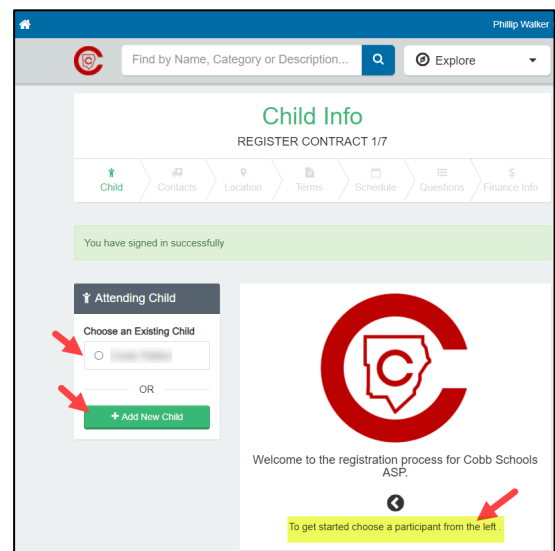 Phillip Walker
Find by Name, Category or Description...
Explore
Child Info
REGISTER CONTRACT 1/7
Child
Contacts
Location
Terms
Schedule
Questions
Finance Info
You have signed in successfully
Attending Child
Choose an Existing Child
OR
+ Add New Child
C
Welcome to the registration process for Cobb Schools
ASP.
To get started choose a participant from the left .